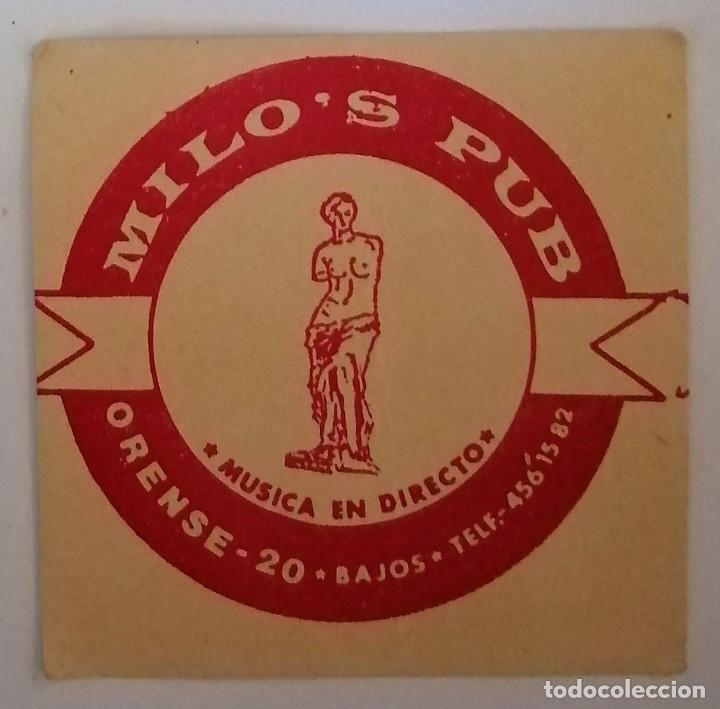 MILO'S PUB
★ MUSICA EN DIRECTO ★
ORENSE - 20 ★ BAJOS ★ TELF.- 456 15 82
todocoleccion